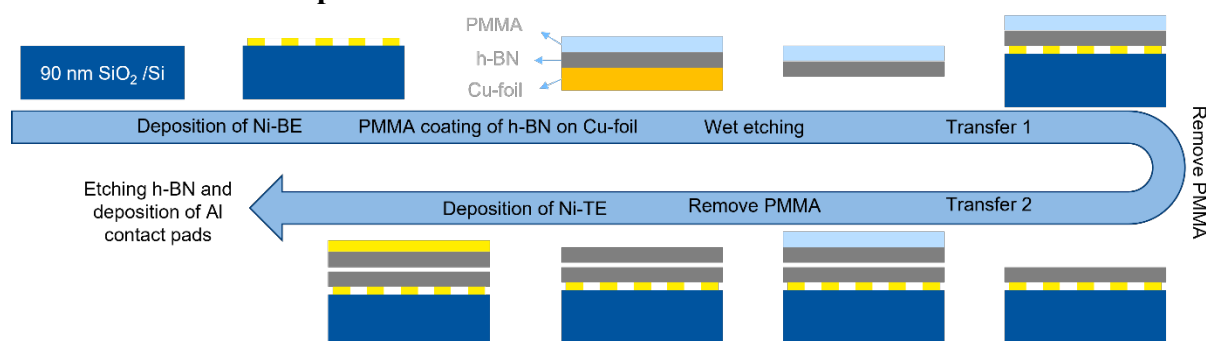 PMMA
h-BN
Cu-foil
90 nm SiO₂ /Si
Deposition of Ni-BE
PMMA coating of h-BN on Cu-foil
Wet etching
Transfer 1
Remove PMMA
Transfer 2
Remove PMMA
Deposition of Ni-TE
Etching h-BN and
deposition of Al
contact pads